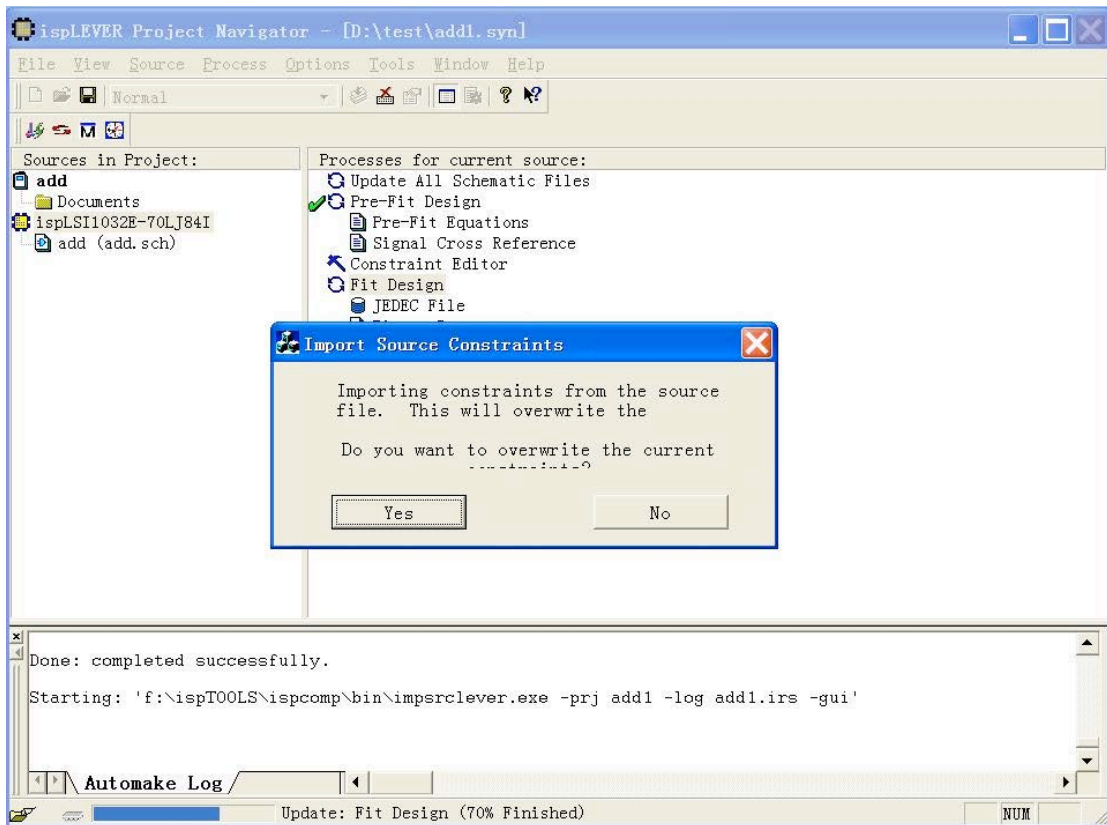 ispLEVER Project Navigator - [D:\test\add1.syn]
File View Source Process Options Tools Window Help
Normal
Sources in Project:
add
Documents
ispLSI1032E-70LJ84I
add (add.sch)
Processes for current source:
Update All Schematic Files
Pre-Fit Design
Pre-Fit Equations
Signal Cross Reference
Constraint Editor
Fit Design
JEDEC File
Import Source Constraints
Importing constraints from the source
file. This will overwrite the
Do you want to overwrite the current
Yes
No
Done: completed successfully.
Starting: 'f:\ispTOOLS\ispcomp\bin\impsrclever.exe -prj add1 -log add1.irs -gui'
Automake Log
Update: Fit Design (70% Finished)
NUM